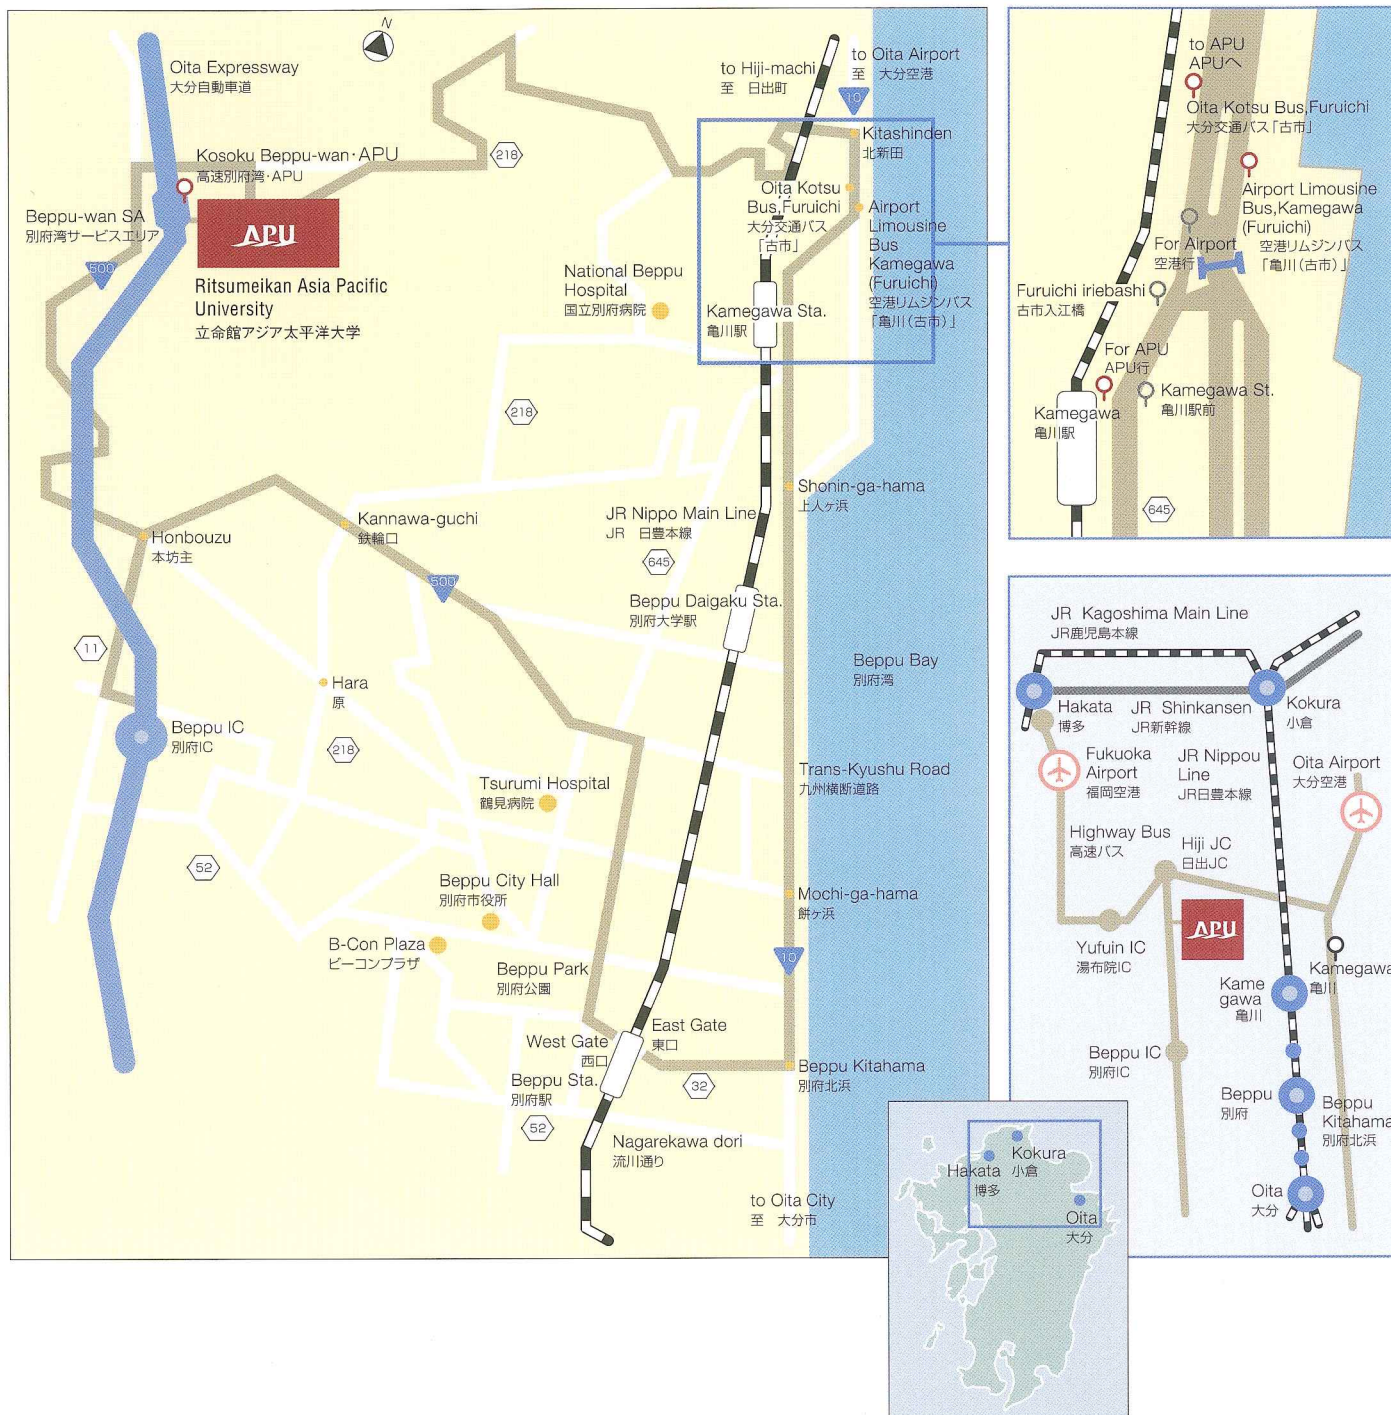 N
Oita Expressway
大分自動車道
to Hiji-machi
至 日出町
to Oita Airport
至 大分空港
10
Kitashinden
北新田
218
Kosoku Beppu-wan・APU
高速別府湾・APU
Beppu-wan SA
別府湾サービスエリア
500
APU
Ritsumeikan Asia Pacific
University
立命館アジア太平洋大学
Oita Kotsu
Bus,Furuichi
大分交通バス
「古市」
Airport
Limousine
Bus
Kamegawa
(Furuichi)
空港リムジンバス
「亀川(古市)」
National Beppu
Hospital
国立別府病院
Kamegawa Sta.
亀川駅
218
Shonin-ga-hama
上人ヶ浜
Kannawa-guchi
鉄輪口
JR Nippo Main Line
JR 日豊本線
645
Honbouzu
本坊主
500
Beppu Daigaku Sta.
別府大学駅
11
Beppu Bay
別府湾
Hara
原
Beppu IC
別府IC
218
Trans-Kyushu Road
九州横断道路
Tsurumi Hospital
鶴見病院
52
Beppu City Hall
別府市役所
Mochi-ga-hama
餅ヶ浜
B-Con Plaza
ビーコンプラザ
Beppu Park
別府公園
10
East Gate
東口
West Gate
西口
Beppu Sta.
別府駅
Beppu Kitahama
別府北浜
32
52
Nagarekawa dori
流川通り
to Oita City
至 大分市
to APU
APUへ
Oita Kotsu Bus,Furuichi
大分交通バス「古市」
Airport Limousine
Bus,Kamegawa
(Furuichi)
空港リムジンバス
「亀川(古市)」
For Airport
空港行
Furuichi iriebashi
古市入江橋
For APU
APU行
Kamegawa St.
亀川駅前
Kamegawa
亀川駅
645
JR Kagoshima Main Line
JR鹿児島本線
Hakata
博多
JR Shinkansen
JR新幹線
Kokura
小倉
Fukuoka
Airport
福岡空港
JR Nippou
Line
JR日豊本線
Oita Airport
大分空港
Highway Bus
高速バス
Hiji JC
日出JC
APU
Yufuin IC
湯布院IC
Kamegawa
亀川
Kame
gawa
亀川
Beppu IC
別府IC
Beppu
別府
Beppu
Kitahama
別府北浜
Oita
大分
Kokura
小倉
Hakata
博多
Oita
大分